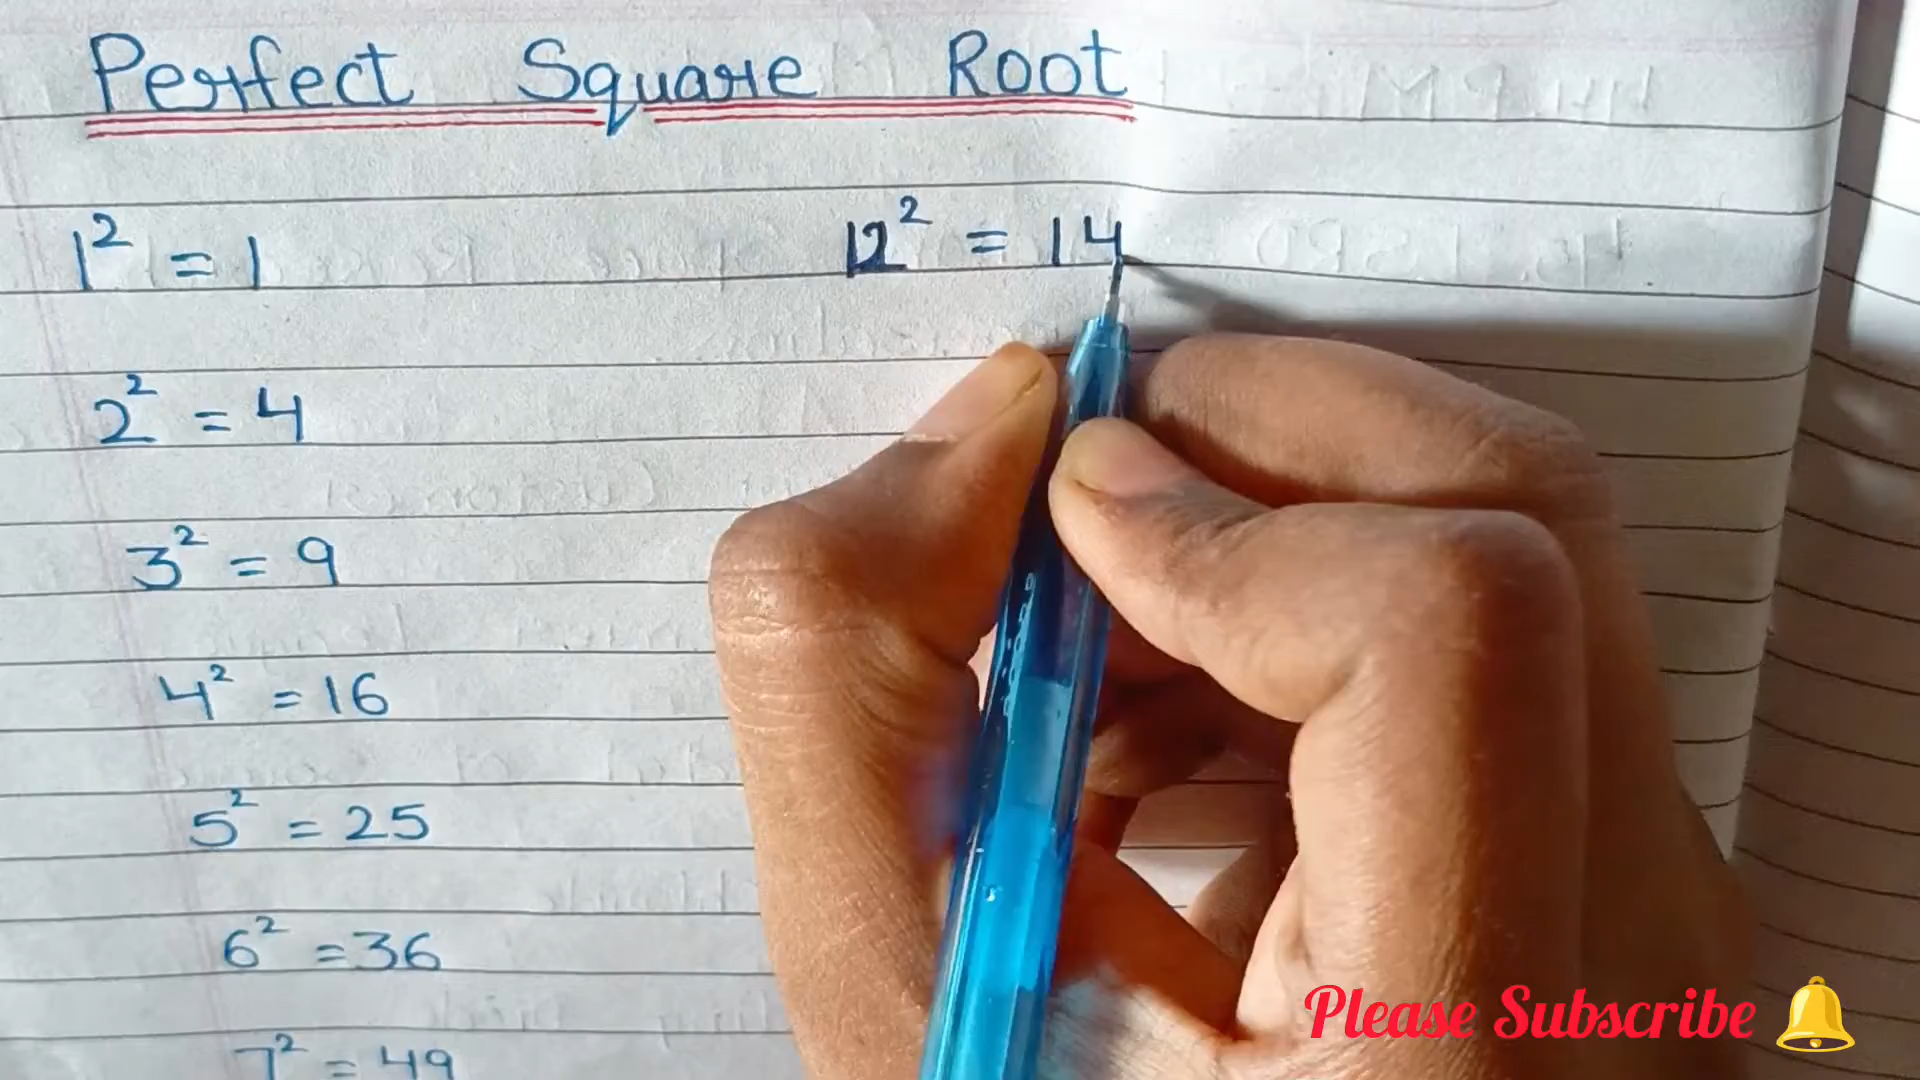 Perfect Square Root
1² = 1
12² = 14
2² = 4
3² = 9
4² = 16
5² = 25
6² = 36
7² = 49
Please Subscribe